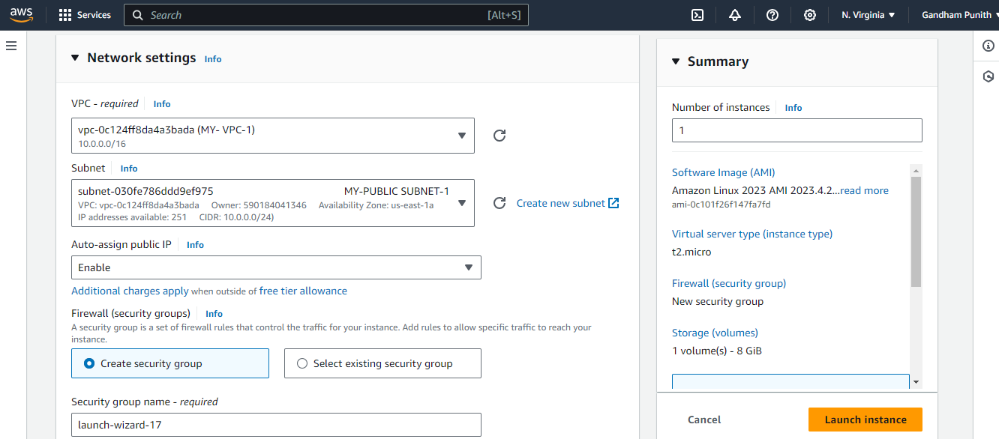 aws
Services
Search
[Alt+S]
N. Virginia
Gandham Punith
Network settings Info
VPC - required Info
vpc-0c124ff8da4a3bada (MY- VPC-1)
10.0.0.0/16
Subnet Info
subnet-030fe786ddd9ef975 MY-PUBLIC SUBNET-1
VPC: vpc-0c124ff8da4a3bada Owner: 590184041346 Availability Zone: us-east-1a
IP addresses available: 251 CIDR: 10.0.0.0/24)
Create new subnet
Auto-assign public IP Info
Enable
Additional charges apply when outside of free tier allowance
Firewall (security groups) Info
A security group is a set of firewall rules that control the traffic for your instance. Add rules to allow specific traffic to reach your
instance.
Create security group
Select existing security group
Security group name - required
launch-wizard-17
Summary
Number of instances Info
1
Software Image (AMI)
Amazon Linux 2023 AMI 2023.4.2...read more
ami-0c101f26f147fa7fd
Virtual server type (instance type)
t2.micro
Firewall (security group)
New security group
Storage (volumes)
1 volume(s) - 8 GiB
Cancel
Launch instance